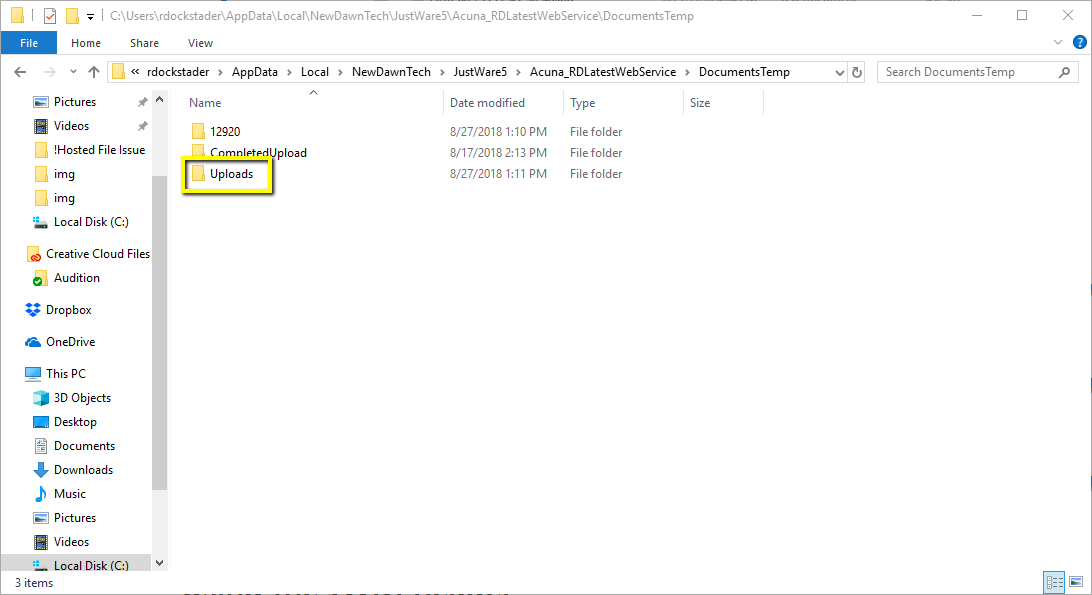 C:\Users\rdockstader\AppData\Local\NewDawnTech\JustWare5\Acuna_RDLatestWebService\DocumentsTemp
File Home Share View
« rdockstader > AppData > Local > NewDawnTech > JustWare5 > Acuna_RDLatestWebService > DocumentsTemp
Search DocumentsTemp
Name Date modified Type Size
12920 8/27/2018 1:10 PM File folder
CompletedUpload 8/17/2018 2:13 PM File folder
Uploads 8/27/2018 1:11 PM File folder
Pictures
Videos
!Hosted File Issue
img
img
Local Disk (C:)
Creative Cloud Files
Audition
Dropbox
OneDrive
This PC
3D Objects
Desktop
Documents
Downloads
Music
Pictures
Videos
Local Disk (C:)
3 items